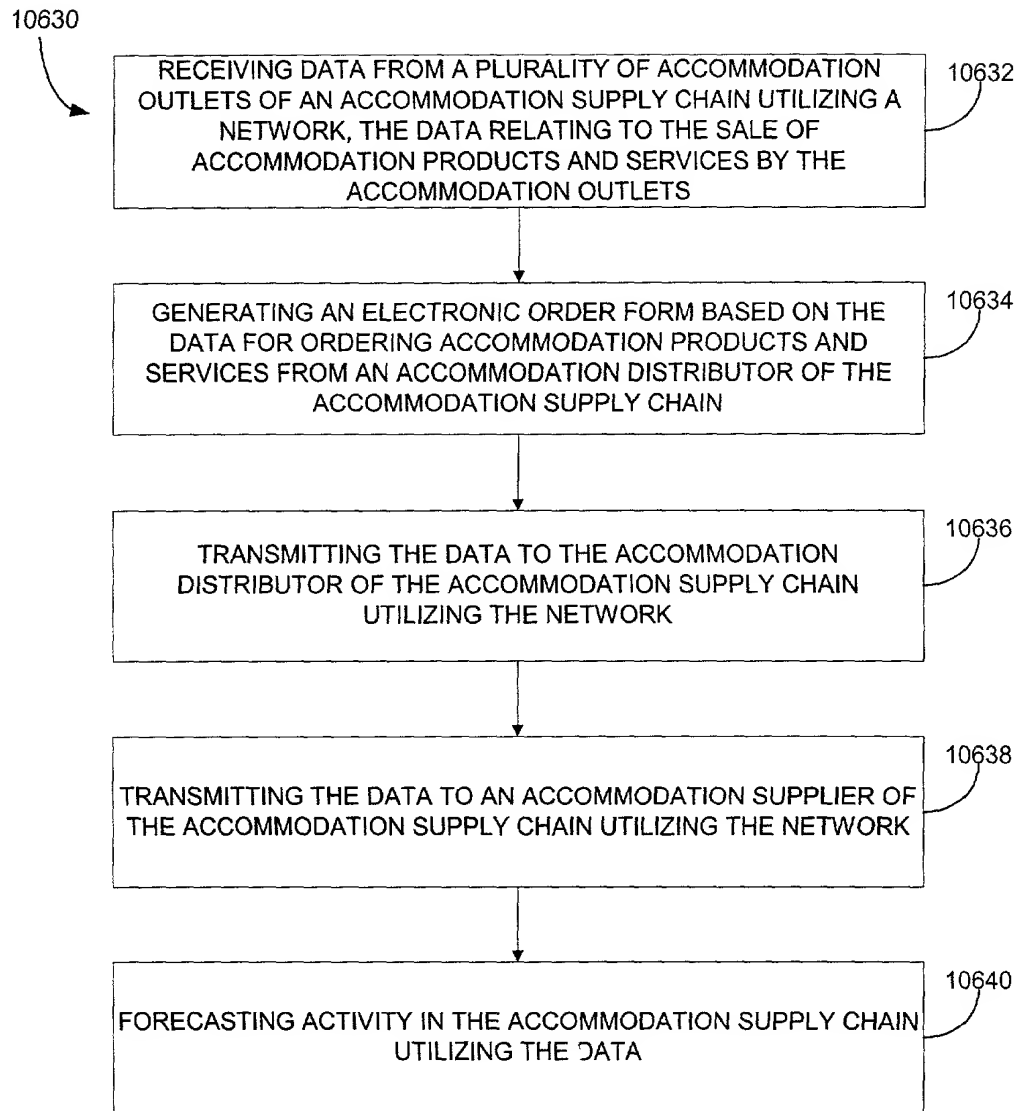 10630
RECEIVING DATA FROM A PLURALITY OF ACCOMMODATION
OUTLETS OF AN ACCOMMODATION SUPPLY CHAIN UTILIZING A
NETWORK, THE DATA RELATING TO THE SALE OF
ACCOMMODATION PRODUCTS AND SERVICES BY THE
ACCOMMODATION OUTLETS
10632
GENERATING AN ELECTRONIC ORDER FORM BASED ON THE
DATA FOR ORDERING ACCOMMODATION PRODUCTS AND
SERVICES FROM AN ACCOMMODATION DISTRIBUTOR OF THE
ACCOMMODATION SUPPLY CHAIN
10634
TRANSMITTING THE DATA TO THE ACCOMMODATION
DISTRIBUTOR OF THE ACCOMMODATION SUPPLY CHAIN
UTILIZING THE NETWORK
10636
TRANSMITTING THE DATA TO AN ACCOMMODATION SUPPLIER OF
THE ACCOMMODATION SUPPLY CHAIN UTILIZING THE NETWORK
10638
FORECASTING ACTIVITY IN THE ACCOMMODATION SUPPLY CHAIN
UTILIZING THE DATA
10640